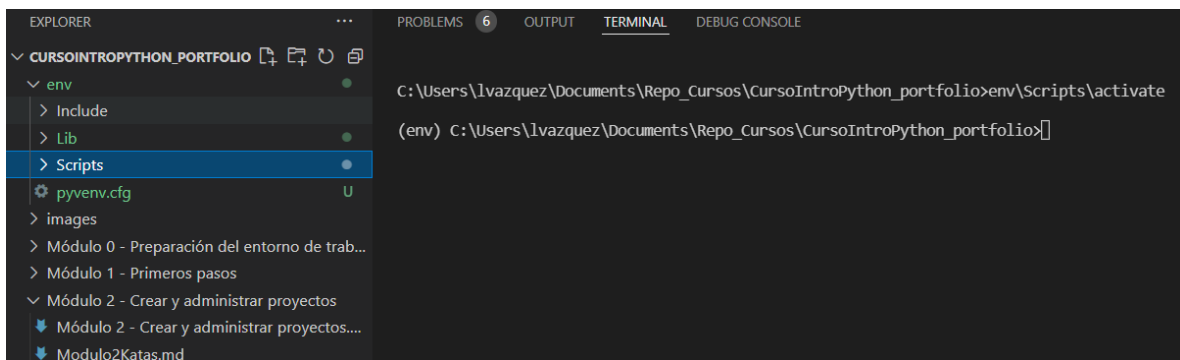 EXPLORER ...
CURSOINTROPYTHON_PORTFOLIO
env
Include
Lib
Scripts
pyvenv.cfg U
images
Módulo 0 - Preparación del entorno de trab...
Módulo 1 - Primeros pasos
Módulo 2 - Crear y administrar proyectos
Módulo 2 - Crear y administrar proyectos....
Modulo2Katas.md
PROBLEMS 6 OUTPUT TERMINAL DEBUG CONSOLE
C:\Users\lvazquez\Documents\Repo_Cursos\CursoIntroPython_portfolio>env\Scripts\activate
(env) C:\Users\lvazquez\Documents\Repo_Cursos\CursoIntroPython_portfolio>